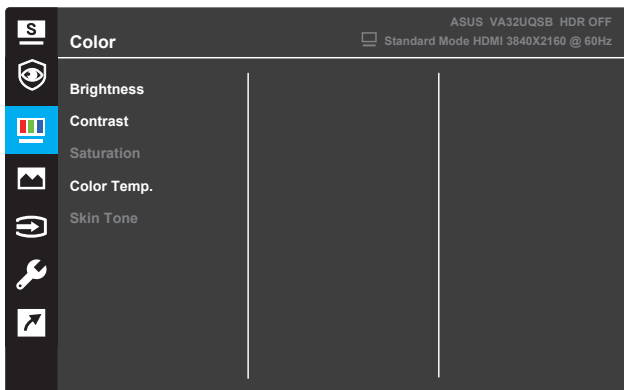 S
Color
ASUS VA32UQSB HDR OFF
Standard Mode HDMI 3840X2160 @ 60Hz
Brightness
Contrast
Saturation
Color Temp.
Skin Tone